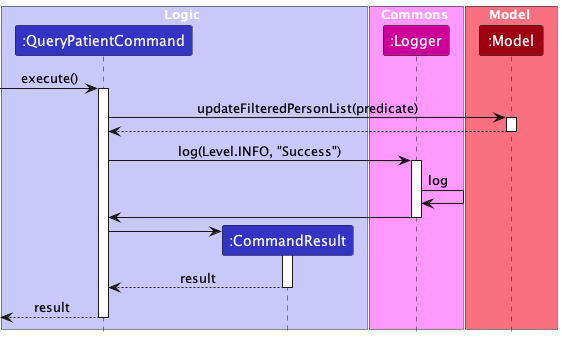 Logic
Commons
Model
:QueryPatientCommand
:Logger
:Model
execute()
updateFilteredPersonList(predicate)
log(Level.INFO, "Success")
log
:CommandResult
result
result